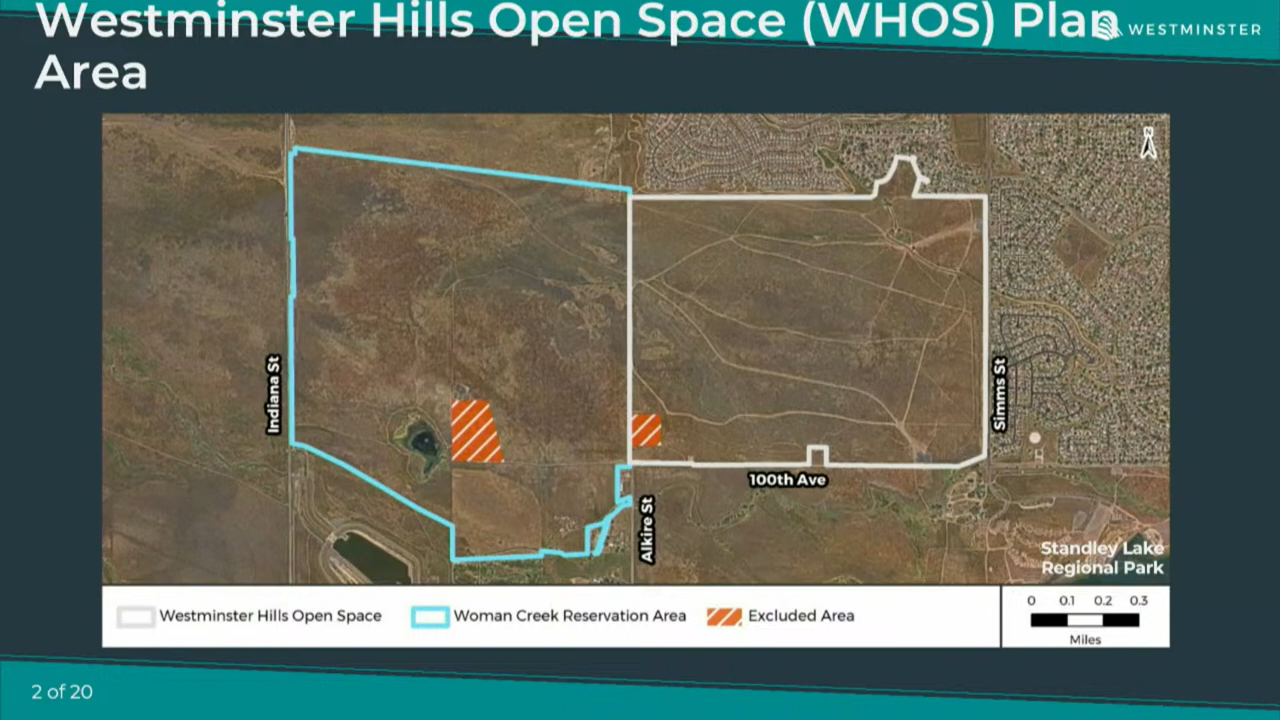 Westminster Hills Open Space (WHOS) Plan
Area
WESTMINSTER
N
Indiana St
Simms St
100th Ave
Alkire St
Standley Lake
Regional Park
Westminster Hills Open Space
Woman Creek Reservation Area
Excluded Area
0 0.1 0.2 0.3
Miles
2 of 20